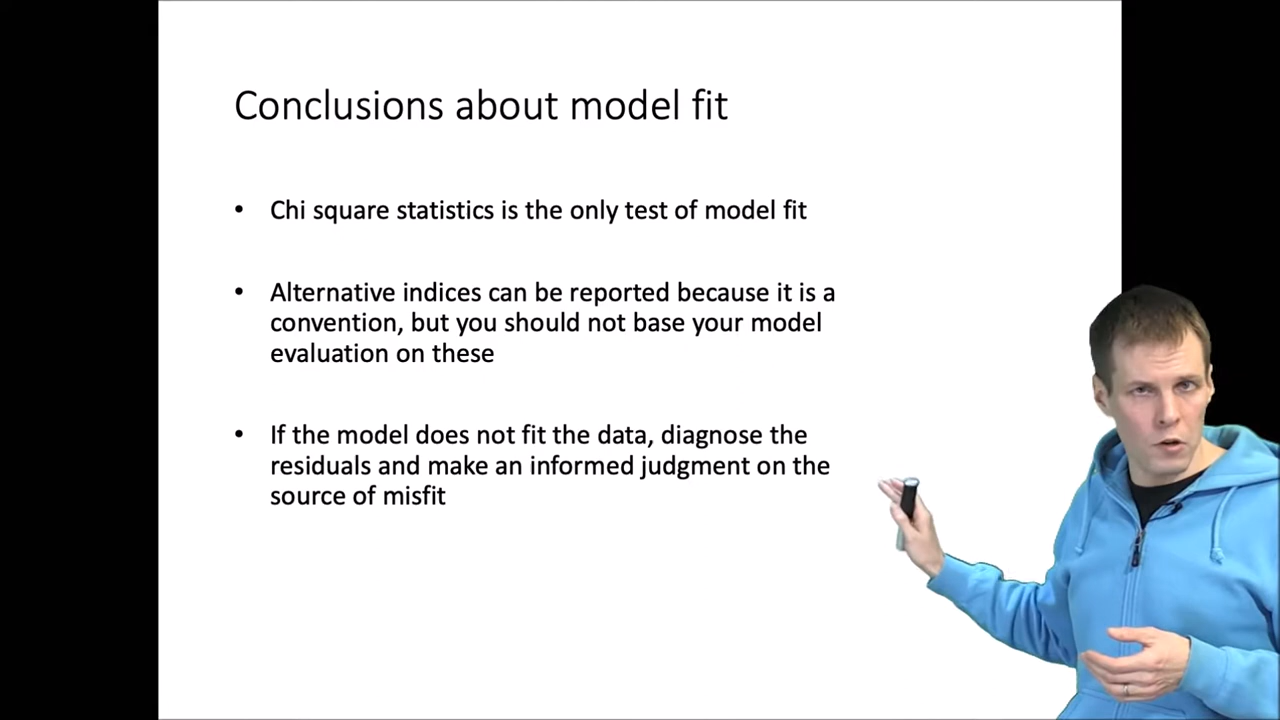 Conclusions about model fit
• Chi square statistics is the only test of model fit
• Alternative indices can be reported because it is a
convention, but you should not base your model
evaluation on these
• If the model does not fit the data, diagnose the
residuals and make an informed judgment on the
source of misfit